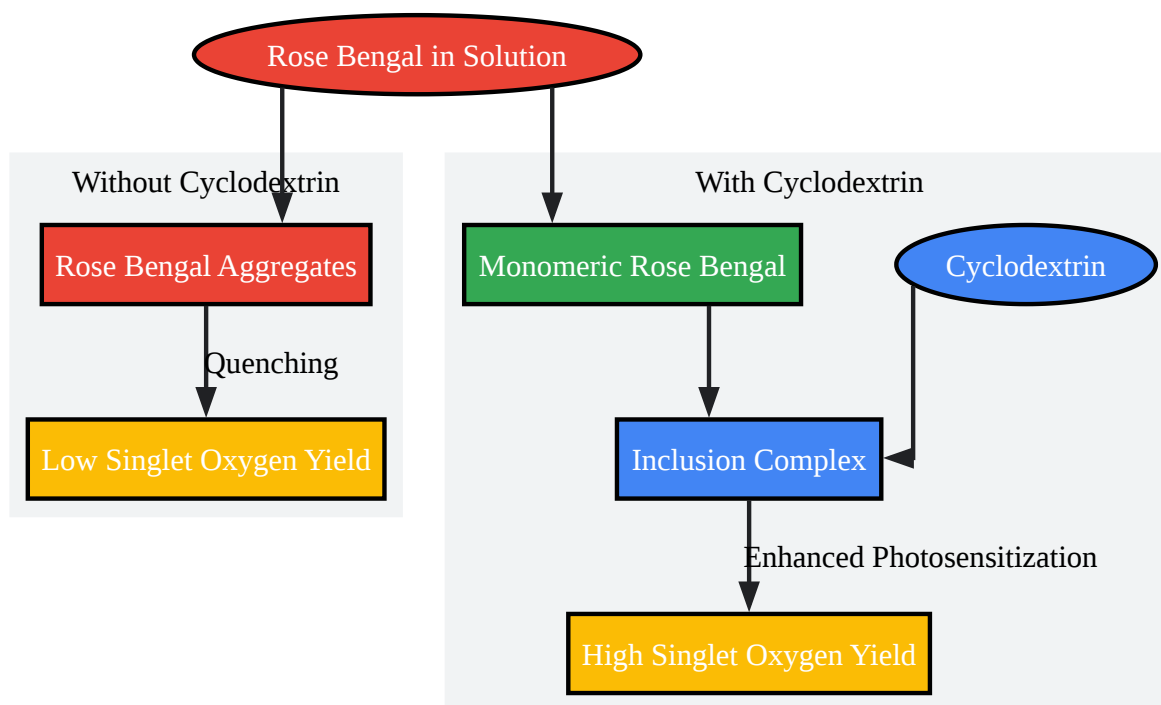 Rose Bengal in Solution
Without Cyclodextrin
Rose Bengal Aggregates
Quenching
Low Singlet Oxygen Yield
With Cyclodextrin
Monomeric Rose Bengal
Cyclodextrin
Inclusion Complex
Enhanced Photosensitization
High Singlet Oxygen Yield